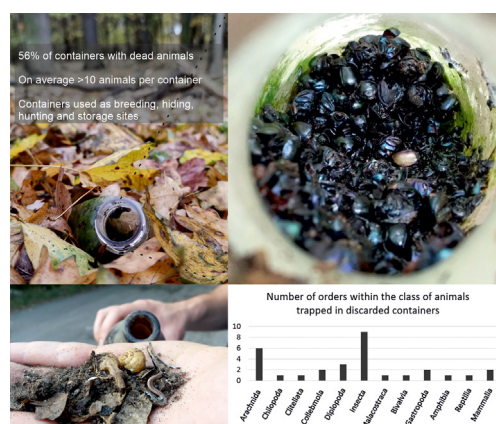 56% of containers with dead animals
On average >10 animals per container
Containers used as breeding, hiding,
hunting and storage sites
Number of orders within the class of animals
trapped in discarded containers
10
8
6
4
2
0
Arachnida
Chilopoda
Clitellata
Collebmola
Diplopoda
Insecta
Malacostraca
Bivalvia
Gastropoda
Amphibia
Reptilia
Mammalia